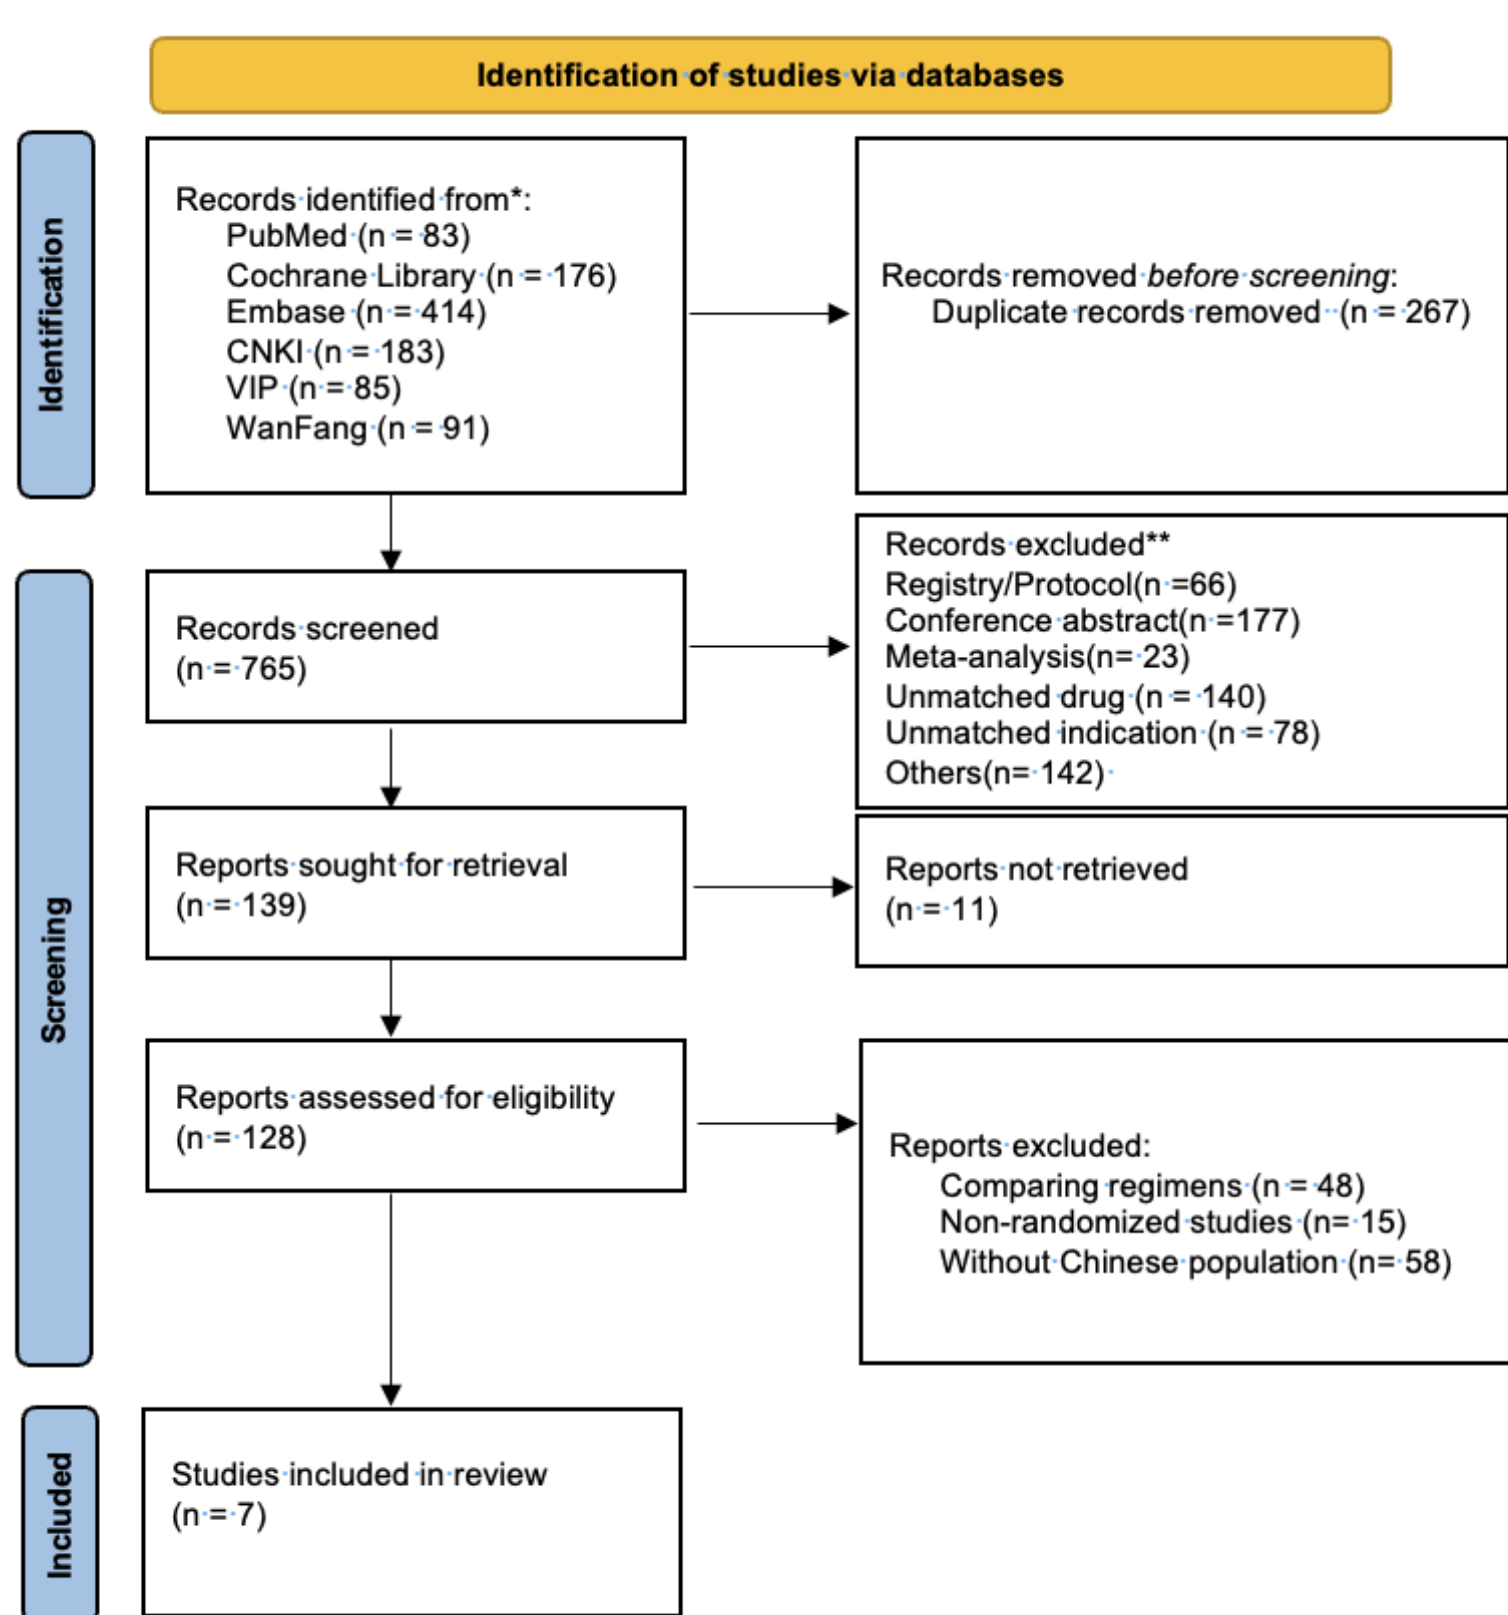 Identification of studies via databases
Identification
Records identified from*:
PubMed (n = 83)
Cochrane Library (n = 176)
Embase (n = 414)
CNKI (n = 183)
VIP (n = 85)
WanFang (n = 91)
Records removed before screening:
Duplicate records removed  (n = 267)
Screening
Records screened
(n = 765)
Records excluded**
Registry/Protocol(n =66)
Conference abstract(n =177)
Meta-analysis(n= 23)
Unmatched drug (n = 140)
Unmatched indication (n = 78)
Others(n= 142)
Reports sought for retrieval
(n = 139)
Reports not retrieved
(n = 11)
Reports assessed for eligibility
(n = 128)
Reports excluded:
Comparing regimens (n = 48)
Non-randomized studies (n= 15)
Without Chinese population (n= 58)
Included
Studies included in review
(n = 7)